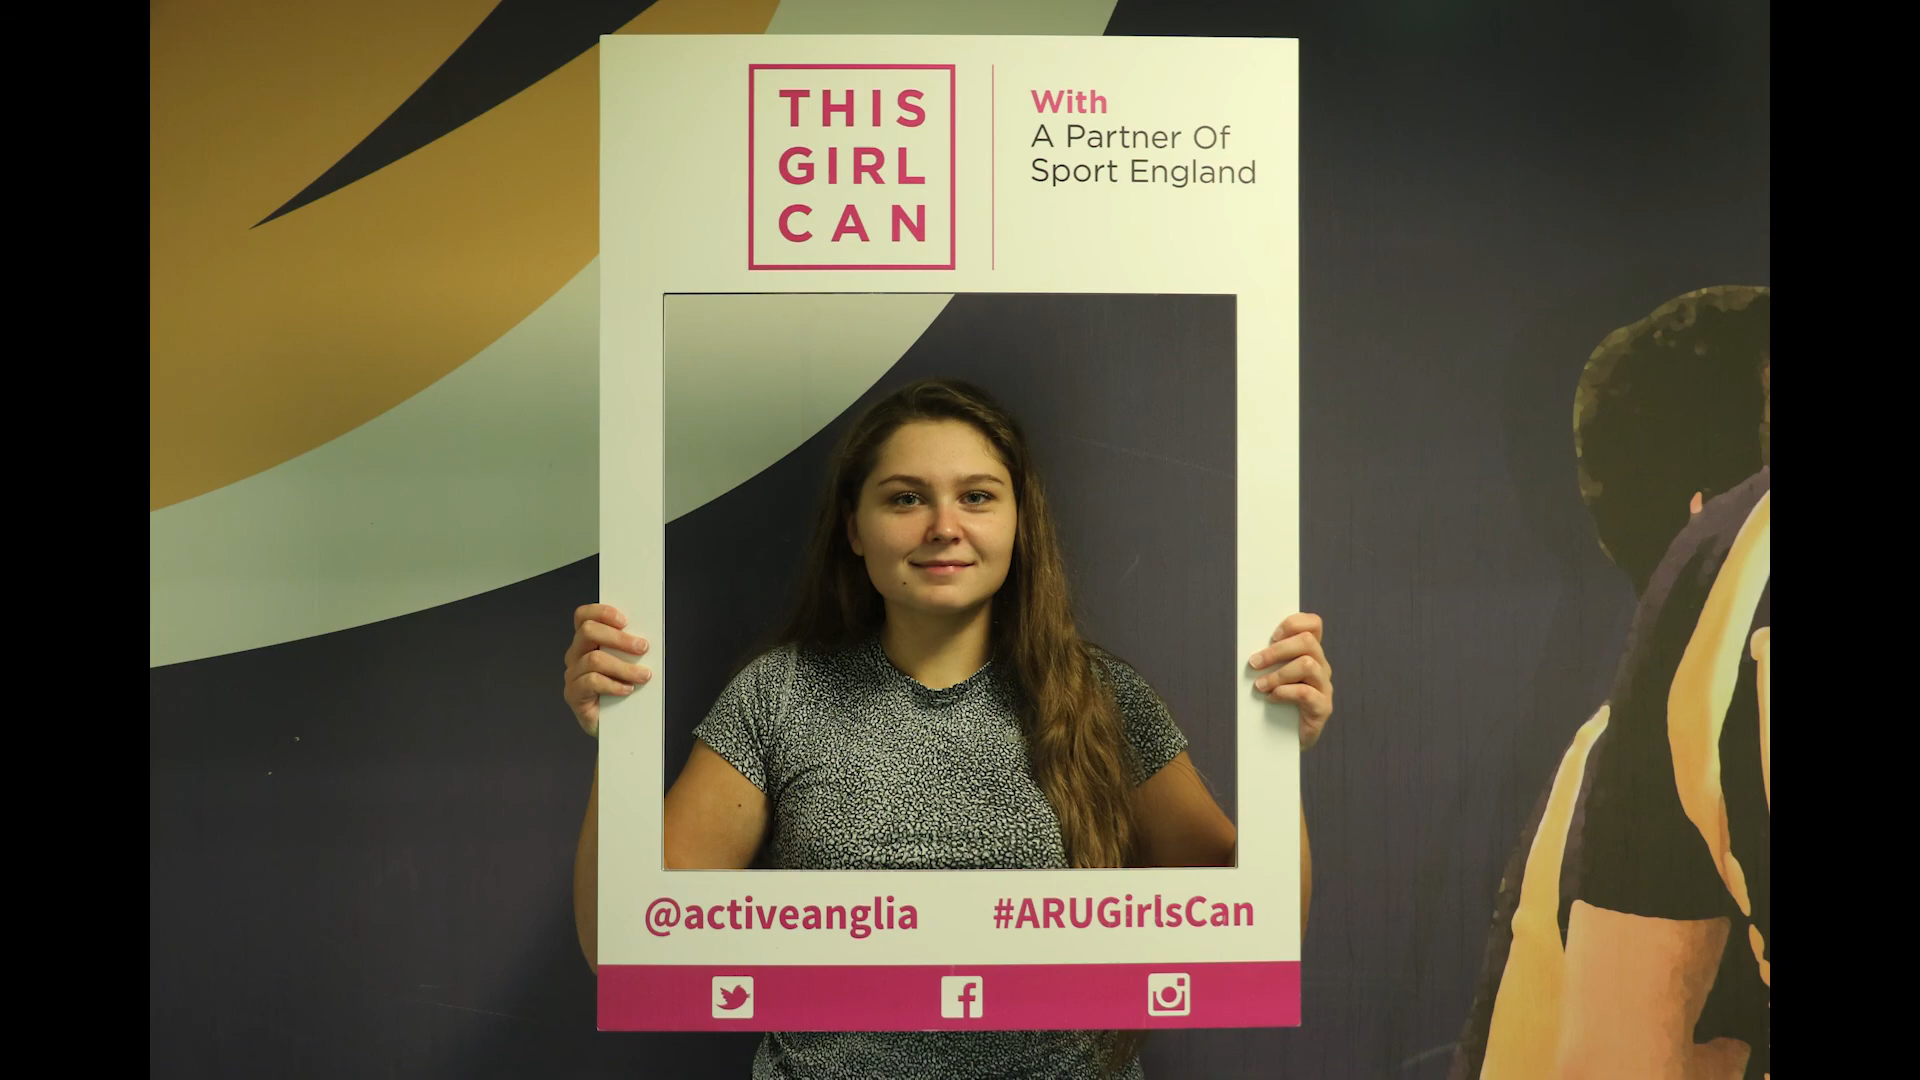 THIS
GIRL
CAN
With
A Partner Of
Sport England
@activeanglia #ARUGirlsCan